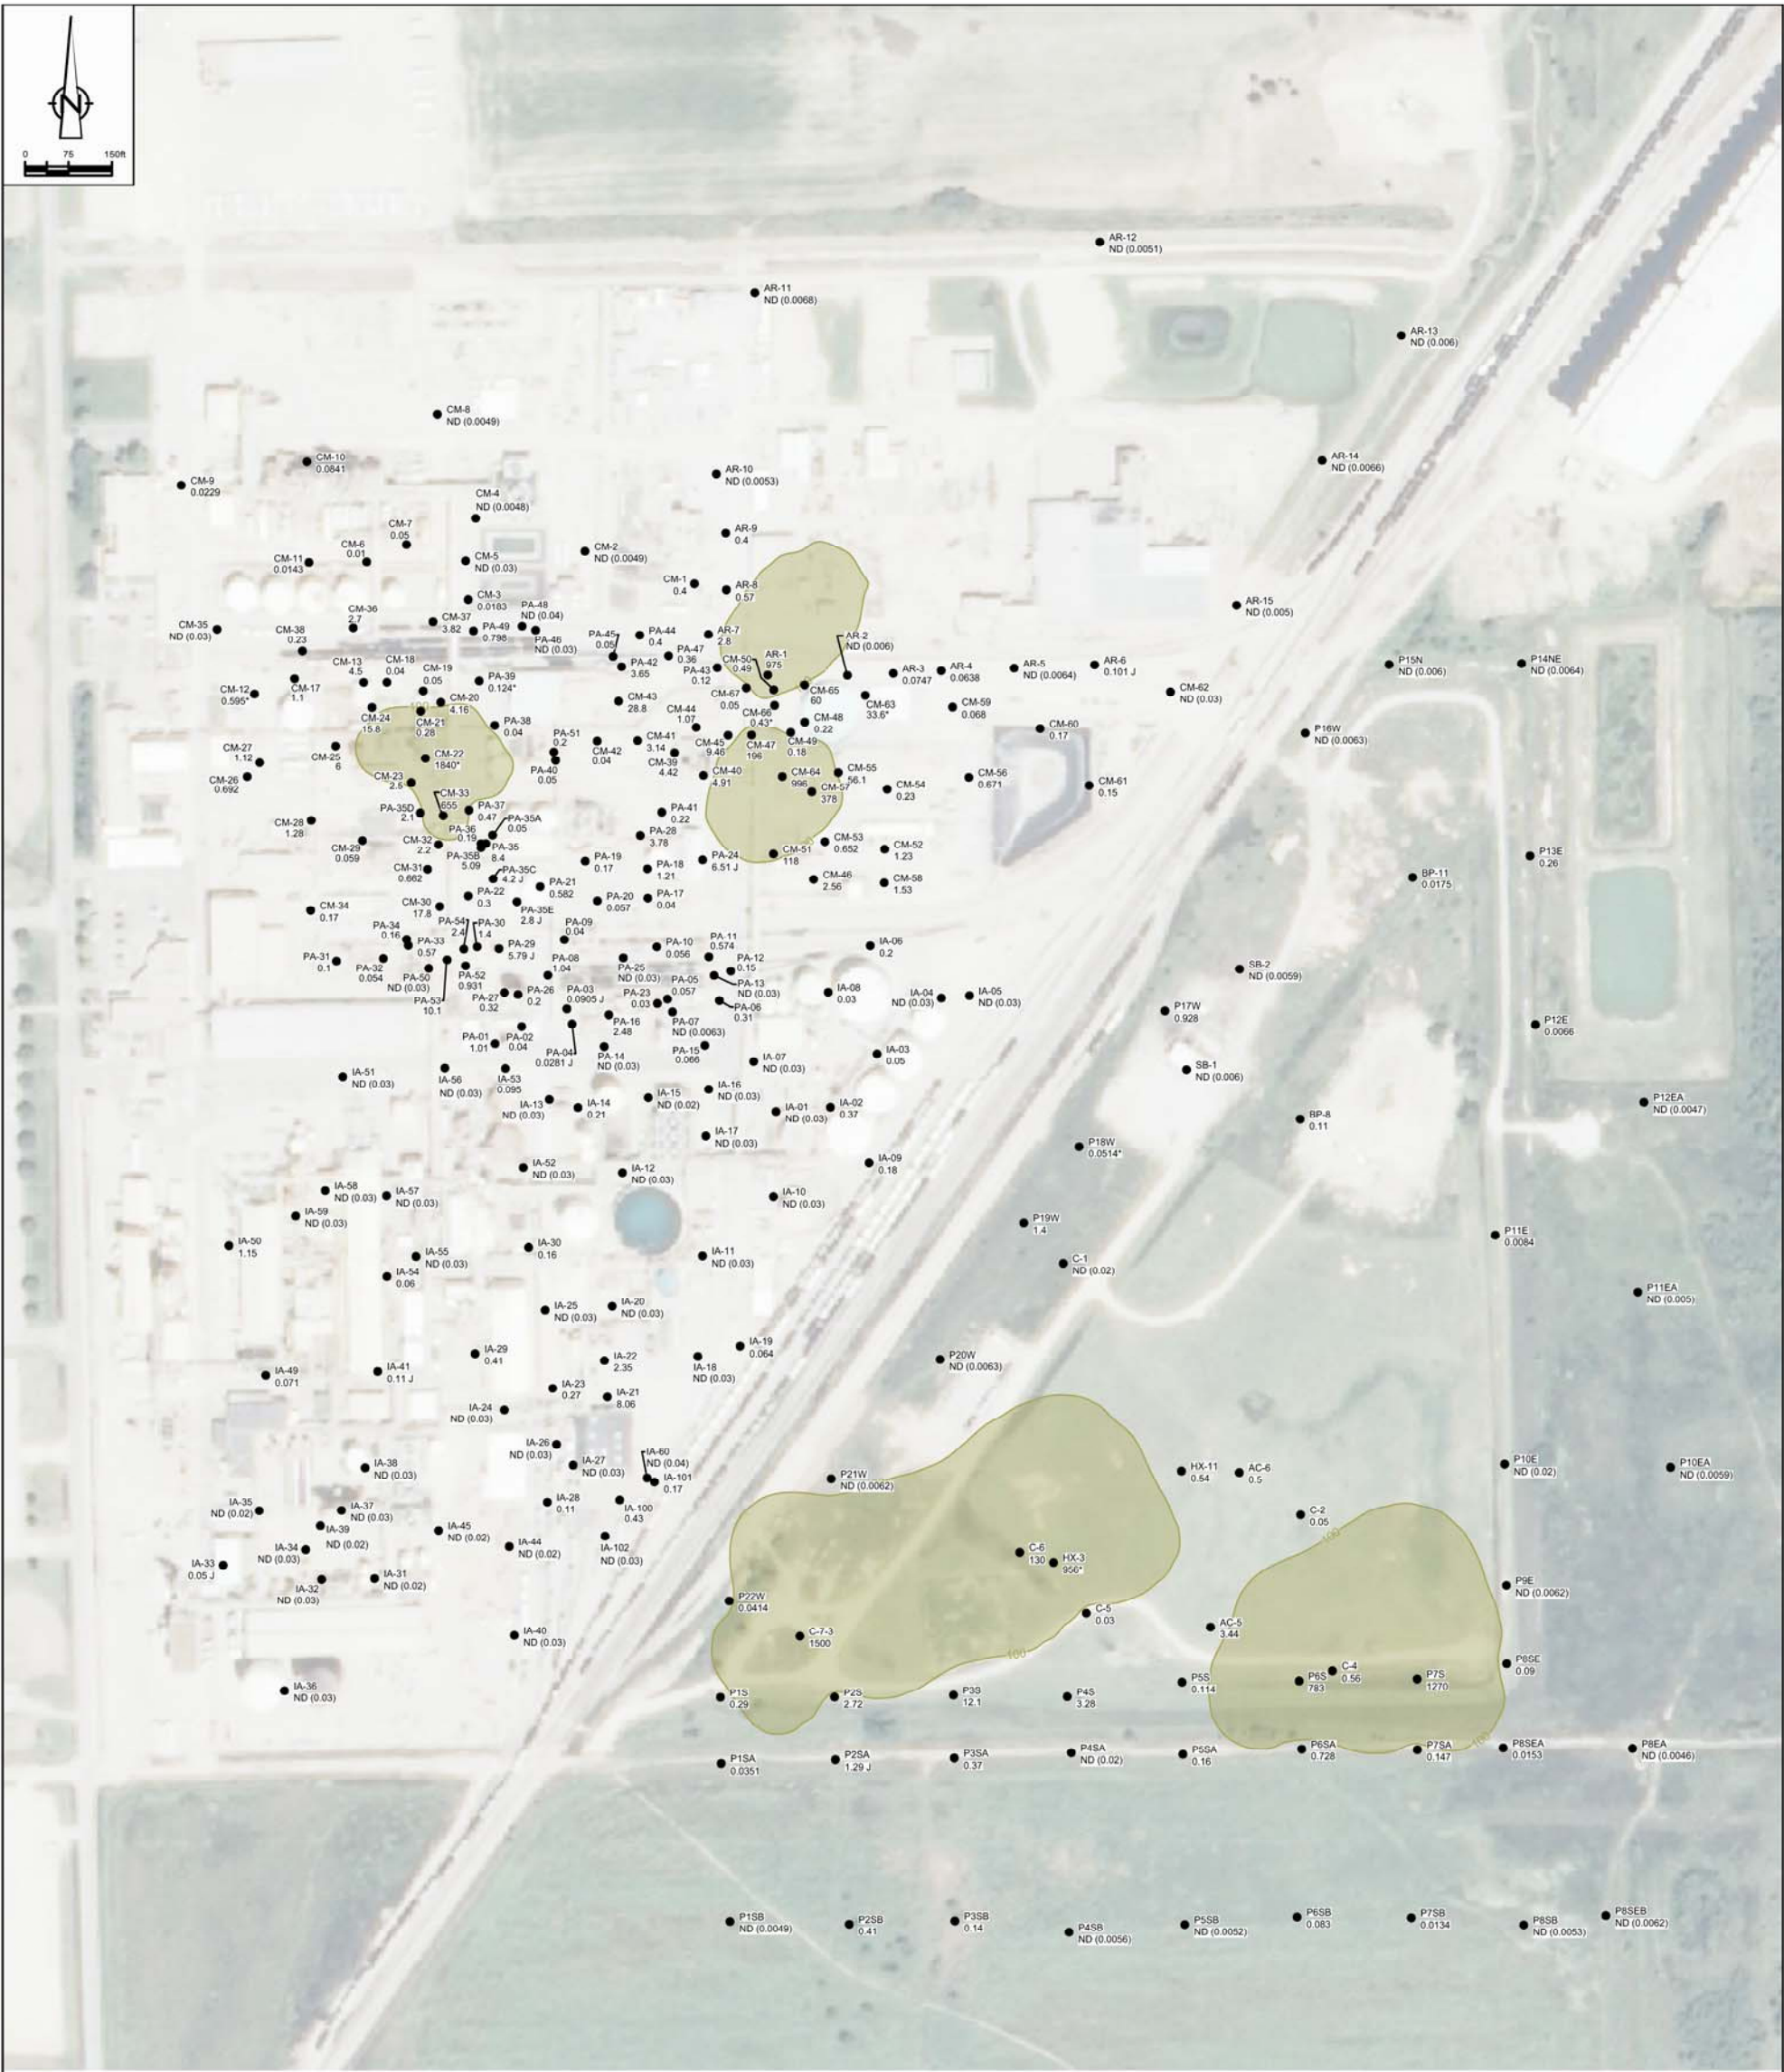 N
0 75 150ft
AR-12
ND (0.0051)
AR-11
ND (0.0068)
AR-13
ND (0.006)
CM-8
ND (0.0049)
CM-10
0.0841
AR-14
ND (0.0066)
AR-10
ND (0.0053)
CM-9
0.0229
CM-4
ND (0.0048)
CM-7
0.05
AR-9
0.4
CM-6
0.01
CM-2
ND (0.0049)
CM-11
0.0143
CM-5
ND (0.03)
CM-1
0.4
AR-8
0.57
CM-3
0.0183
AR-15
ND (0.005)
CM-36
2.7
PA-48
ND (0.04)
CM-37
3.82
CM-35
ND (0.03)
PA-49
0.798
CM-38
0.23
PA-46
ND (0.03)
PA-45
0.05
PA-44
0.4
AR-7
2.8
AR-2
ND (0.006)
PA-47
0.36
AR-1
975
CM-50
0.49
CM-13
4.5
CM-18
0.04
PA-42
3.65
PA-43
0.12
AR-3
0.0747
AR-4
0.0638
AR-5
ND (0.0064)
AR-6
0.101 J
P15N
ND (0.006)
P14NE
ND (0.0064)
CM-19
0.05
PA-39
0.124*
CM-12
0.595*
CM-17
1.1
CM-67
0.05
CM-65
60
CM-62
ND (0.03)
CM-20
4.16
CM-43
28.8
CM-63
33.6*
CM-59
0.068
100
CM-66
0.43*
CM-24
15.8
CM-21
0.28
PA-38
0.04
CM-44
1.07
CM-48
0.22
CM-60
0.17
P16W
ND (0.0063)
PA-51
0.2
CM-42
0.04
CM-41
3.14
CM-45
9.46
CM-47
196
CM-49
0.18
CM-27
1.12
CM-25
6
CM-22
1840*
CM-39
4.42
PA-40
0.05
CM-26
0.692
CM-23
2.5
CM-40
4.91
CM-64
996
CM-55
56.1
CM-54
0.23
CM-56
0.671
CM-61
0.15
CM-57
378
CM-33
655
PA-35D
2.1
PA-37
0.47
PA-35A
0.05
PA-41
0.22
CM-28
1.28
PA-36
0.19
PA-28
3.78
CM-29
0.059
CM-32
2.2
PA-35
8.4
PA-35B
5.09
CM-53
0.652
CM-52
1.23
CM-51
118
PA-24
6.51 J
P13E
0.26
PA-19
0.17
PA-18
1.21
CM-31
0.662
PA-35C
4.2 J
CM-46
2.56
CM-58
1.53
BP-11
0.0175
PA-21
0.582
PA-22
0.3
PA-20
0.057
PA-17
0.04
CM-34
0.17
CM-30
17.8
PA-35E
2.8 J
PA-54
2.4
PA-30
1.4
PA-34
0.16
PA-33
0.57
PA-29
5.79 J
PA-09
0.04
PA-10
0.056
PA-11
0.574
IA-06
0.2
PA-31
0.1
PA-32
0.054
PA-50
ND (0.03)
PA-52
0.931
PA-08
1.04
PA-25
ND (0.03)
PA-12
0.15
PA-13
ND (0.03)
SB-2
ND (0.0059)
PA-53
10.1
PA-27
0.32
PA-26
0.2
PA-03
0.0905 J
PA-23
0.03
PA-05
0.057
PA-06
0.31
IA-08
0.03
IA-04
ND (0.03)
IA-05
ND (0.03)
P17W
0.928
PA-16
2.48
PA-07
ND (0.0063)
P12E
0.0066
PA-01
1.01
PA-02
0.04
PA-04
0.0281 J
PA-14
ND (0.03)
PA-15
0.066
IA-07
ND (0.03)
IA-03
0.05
IA-51
ND (0.03)
IA-56
ND (0.03)
IA-53
0.095
SB-1
ND (0.006)
IA-13
ND (0.03)
IA-14
0.21
IA-15
ND (0.02)
IA-16
ND (0.03)
IA-01
ND (0.03)
IA-02
0.37
P12EA
ND (0.0047)
BP-8
0.11
IA-17
ND (0.03)
P18W
0.0514*
IA-52
ND (0.03)
IA-12
ND (0.03)
IA-09
0.18
IA-58
ND (0.03)
IA-57
ND (0.03)
IA-10
ND (0.03)
IA-59
ND (0.03)
P19W
1.4
IA-50
1.15
IA-30
0.16
IA-55
ND (0.03)
IA-11
ND (0.03)
P11E
0.0084
C-1
ND (0.02)
IA-54
0.06
P11EA
ND (0.005)
IA-25
ND (0.03)
IA-20
ND (0.03)
IA-19
0.064
IA-29
0.41
IA-22
2.35
IA-18
ND (0.03)
P20W
ND (0.0063)
IA-49
0.071
IA-41
0.11 J
IA-23
0.27
IA-21
8.06
IA-24
ND (0.03)
IA-26
ND (0.03)
IA-27
ND (0.03)
IA-60
ND (0.04)
IA-101
0.17
IA-38
ND (0.03)
P21W
ND (0.0062)
HX-11
0.64
AC-6
0.5
P10E
ND (0.02)
P10EA
ND (0.0059)
IA-35
ND (0.02)
IA-37
ND (0.03)
IA-28
0.11
IA-100
0.43
C-2
0.05
IA-39
ND (0.02)
IA-45
ND (0.02)
IA-44
ND (0.02)
IA-102
ND (0.03)
100
IA-34
ND (0.03)
IA-33
0.05 J
C-6
130
HX-3
956*
IA-32
ND (0.03)
IA-31
ND (0.02)
P9E
ND (0.0062)
P22W
0.0414
C-5
0.03
AC-5
3.44
IA-40
ND (0.03)
C-7-3
1500
100
P8SE
0.09
C-4
0.56
P5S
0.114
P6S
783
P7S
1270
IA-36
ND (0.03)
P1S
0.29
P2S
2.72
P3S
12.1
P4S
3.28
100
P1SA
0.0351
P2SA
1.29 J
P3SA
0.37
P4SA
ND (0.02)
P5SA
0.16
P6SA
0.728
P7SA
0.147
P8SEA
0.0153
P8EA
ND (0.0046)
P1SB
ND (0.0049)
P2SB
0.41
P3SB
0.14
P4SB
ND (0.0056)
P5SB
ND (0.0052)
P6SB
0.083
P7SB
0.0134
P8SB
ND (0.0053)
P8SEB
ND (0.0062)